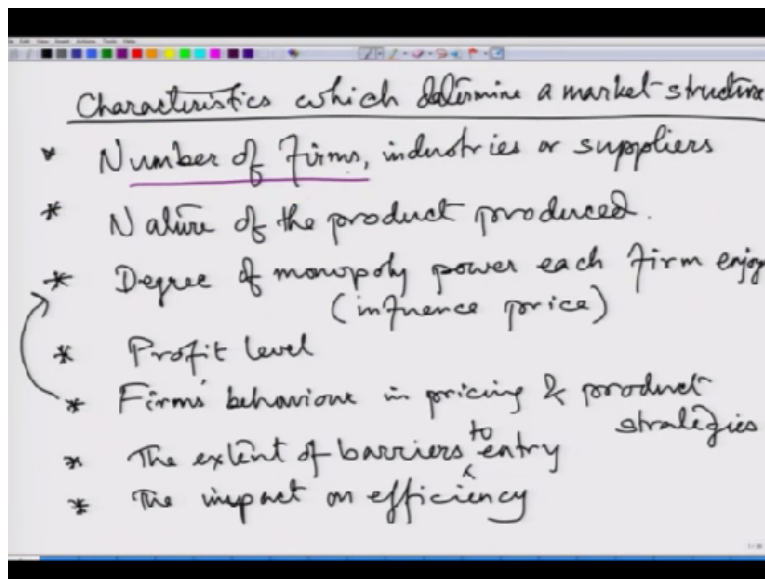 Characteristics which determine a market structure
* Number of Firms, industries or suppliers
* Nature of the product produced.
* Degree of monopoly power each firm enjoy
(influence price)
* Profit level
* Firms' behaviour in pricing & product
strategies
* The extent of barriers to entry
* The impact on efficiency